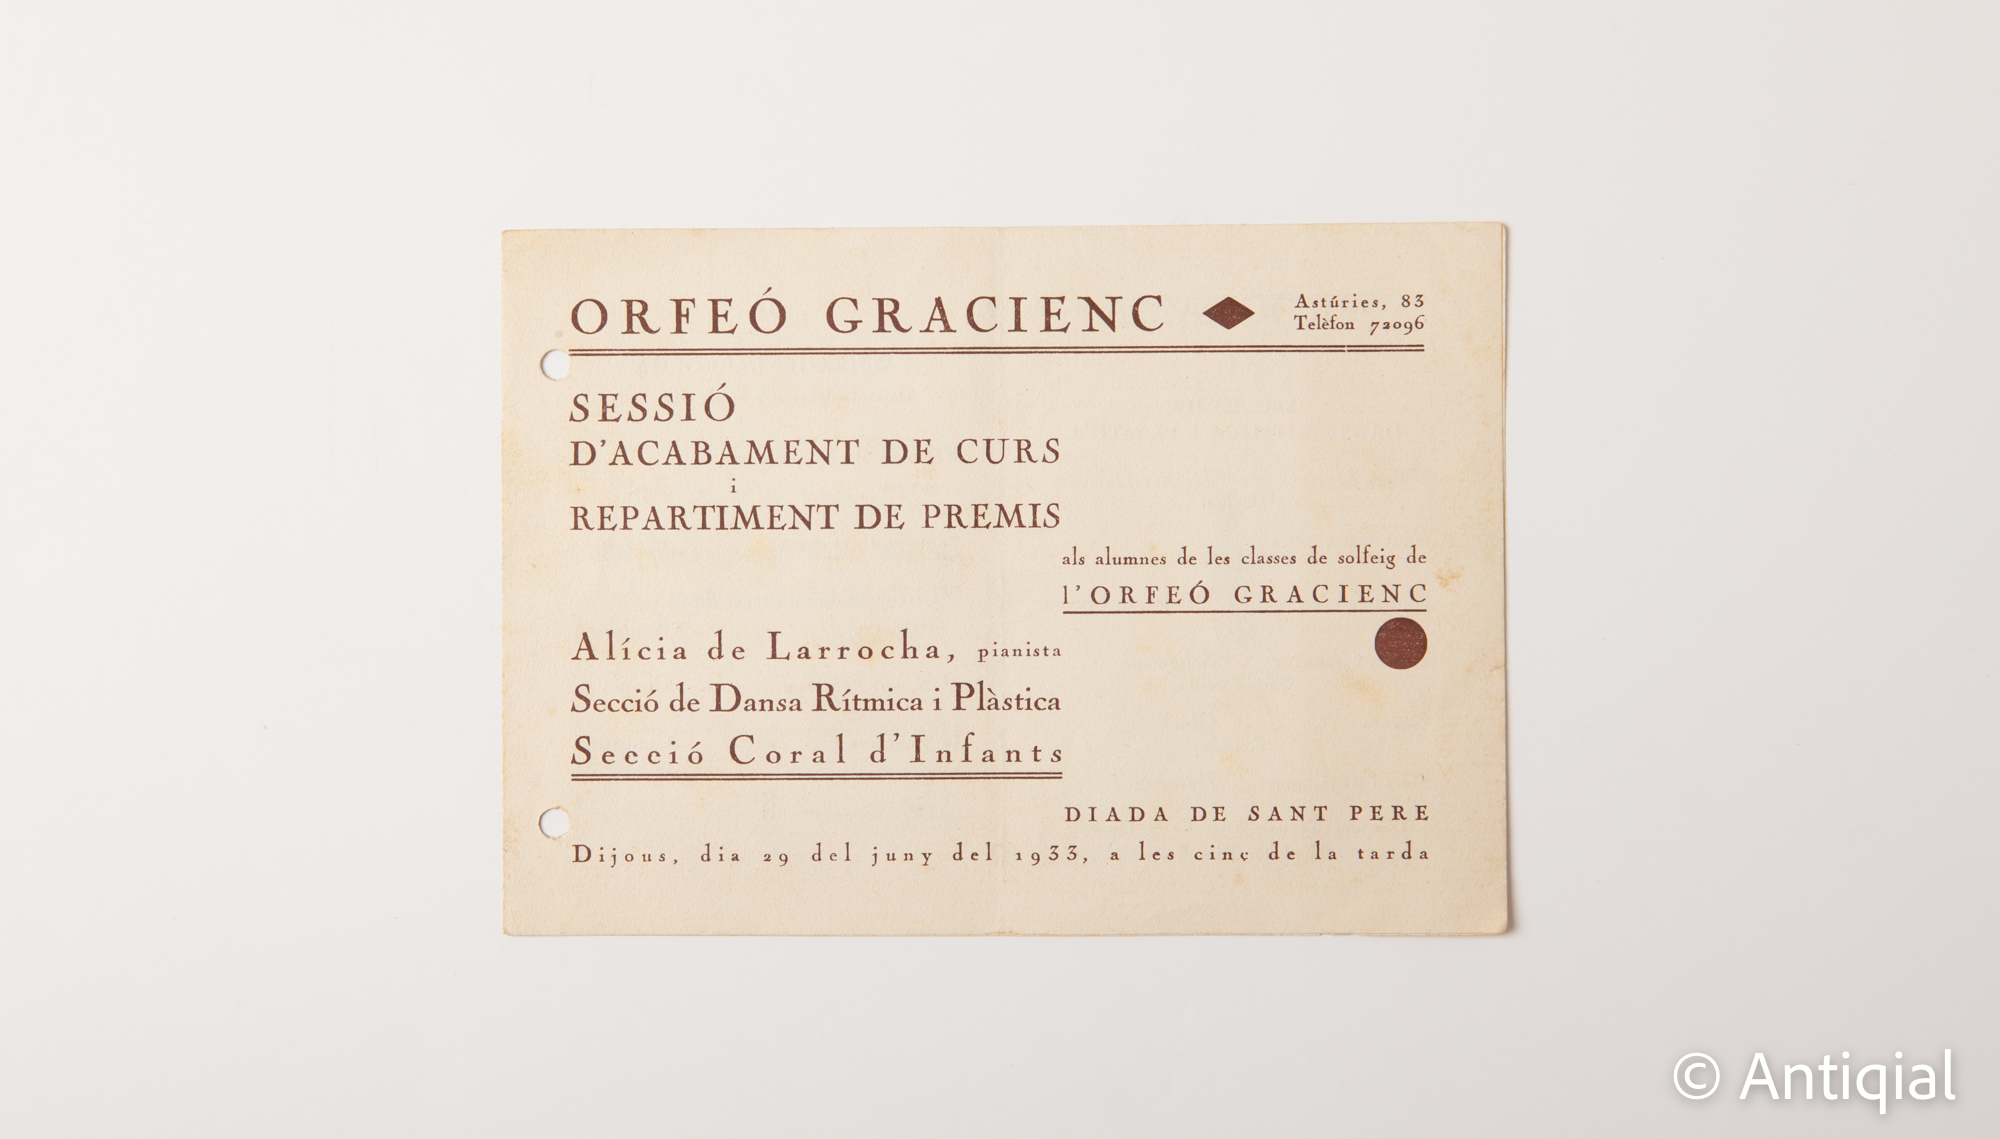 ORFEÓ GRACIENC
Astúries, 83
Telèfon 72096
SESSIÓ
D'ACABAMENT DE CURS
i
REPARTIMENT DE PREMIS
als alumnes de les classes de solfeig de
l'ORFEÓ GRACIENC
Alícia de Larrocha, pianista
Secció de Dansa Rítmica i Plàstica
Secció Coral d'Infants
DIADA DE SANT PERE
Dijous, dia 29 del juny del 1933, a les cinc de la tarda
© Antiqial